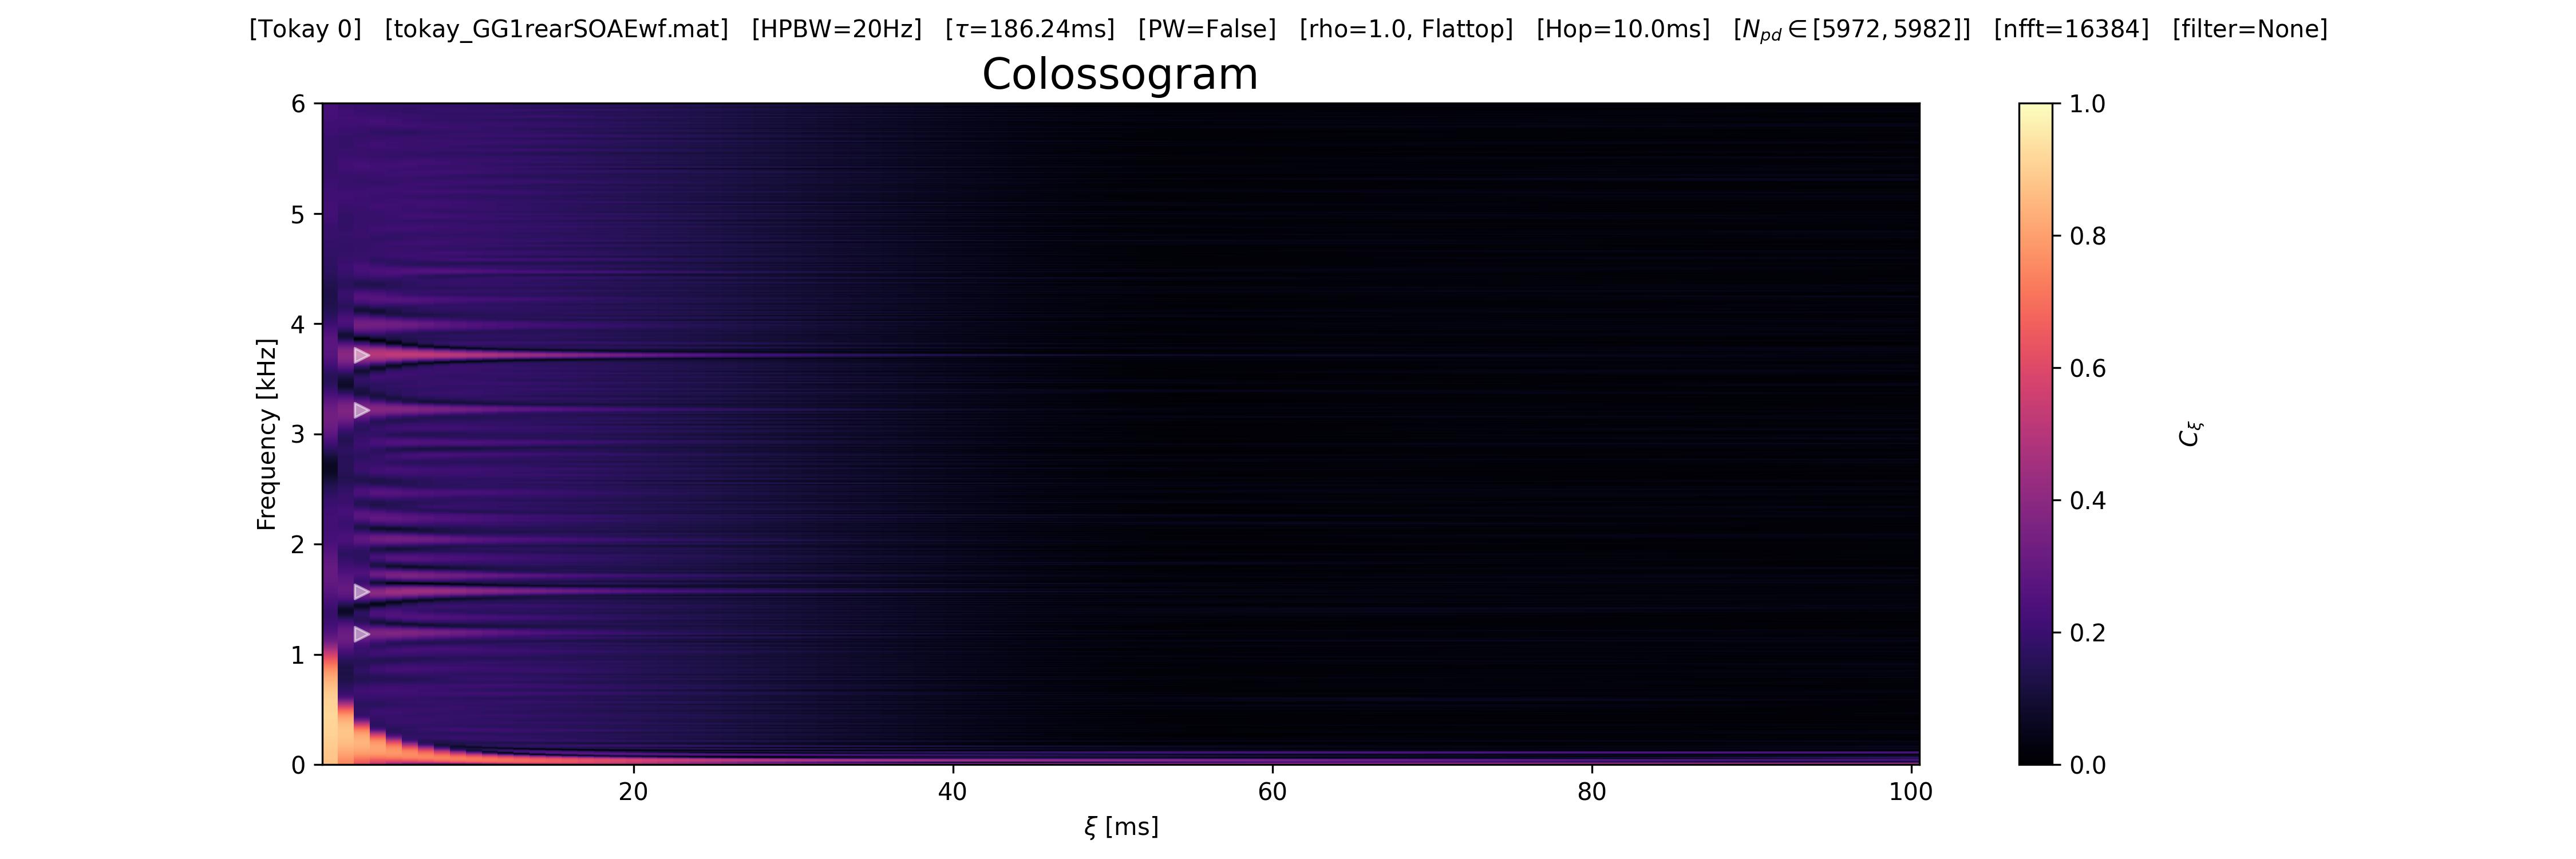 [Tokay 0] [tokay_GG1rearSOAEwf.mat] [HPBW=20Hz] [τ=186.24ms] [PW=False] [rho=1.0, Flattop] [Hop=10.0ms] [N_pd ∈ [5972, 5982]] [nfft=16384] [filter=None]
Colossogram
6
5
4
3
2
1
0
Frequency [kHz]
20 40 60 80 100
ξ [ms]
1.0
0.8
0.6
0.4
0.2
0.0
C_ξ